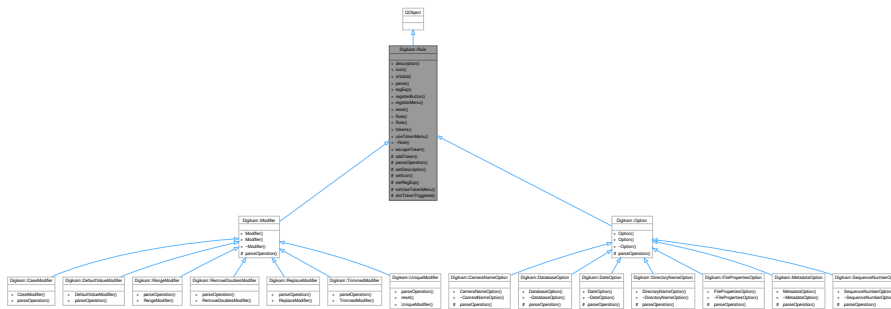 QObject
Digikam::Rule
+ description()
+ icon()
+ isValid()
+ parse()
+ regExp()
+ registerButton()
+ registerMenu()
+ reset()
+ Rule()
+ Rule()
+ tokens()
+ useTokenMenu()
+ ~Rule()
+ escapeToken()
# addToken()
# parseOperation()
# setDescription()
# setIcon()
# setRegExp()
# setUseTokenMenu()
# slotTokenTriggered()
Digikam::Modifier
+ Modifier()
+ Modifier()
+ ~Modifier()
# parseOperation()
Digikam::Option
+ Option()
+ Option()
+ ~Option()
# parseOperation()
Digikam::CaseModifier
+ CaseModifier()
+ parseOperation()
Digikam::DefaultValueModifier
+ DefaultValueModifier()
+ parseOperation()
Digikam::RangeModifier
+ parseOperation()
+ RangeModifier()
Digikam::RemoveDoublesModifier
+ parseOperation()
+ RemoveDoublesModifier()
Digikam::ReplaceModifier
+ parseOperation()
+ ReplaceModifier()
Digikam::TrimmedModifier
+ parseOperation()
+ TrimmedModifier()
Digikam::UniqueModifier
+ parseOperation()
+ reset()
+ UniqueModifier()
Digikam::CameraNameOption
+ CameraNameOption()
+ ~CameraNameOption()
# parseOperation()
Digikam::DatabaseOption
+ DatabaseOption()
+ ~DatabaseOption()
# parseOperation()
Digikam::DateOption
+ DateOption()
+ ~DateOption()
# parseOperation()
Digikam::DirectoryNameOption
+ DirectoryNameOption()
+ ~DirectoryNameOption()
# parseOperation()
Digikam::FilePropertiesOption
+ FilePropertiesOption()
+ ~FilePropertiesOption()
# parseOperation()
Digikam::MetadataOption
+ MetadataOption()
+ ~MetadataOption()
# parseOperation()
Digikam::SequenceNumberOpt
+ SequenceNumberOption()
+ ~SequenceNumberOption
# parseOperation()